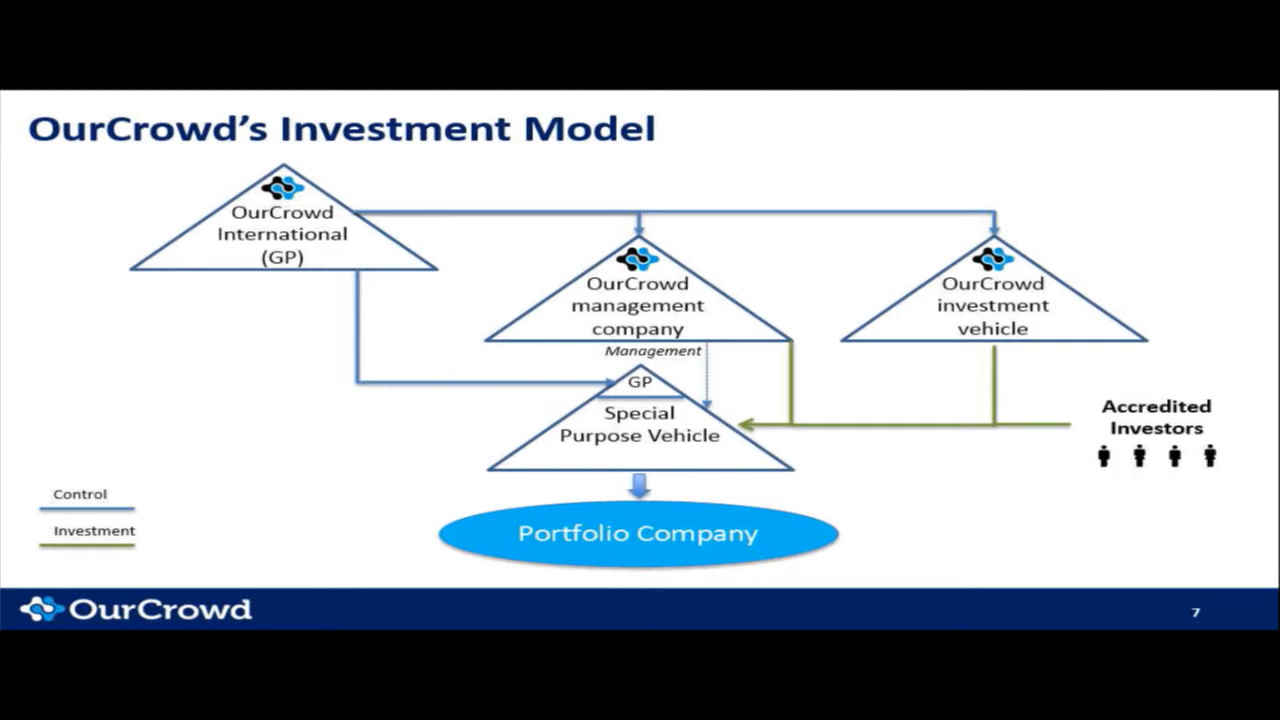 OurCrowd's Investment Model
OurCrowd
International
(GP)
OurCrowd
management
company
OurCrowd
investment
vehicle
Management
GP
Special
Purpose Vehicle
Accredited
Investors
Control
Investment
Portfolio Company
OurCrowd
7